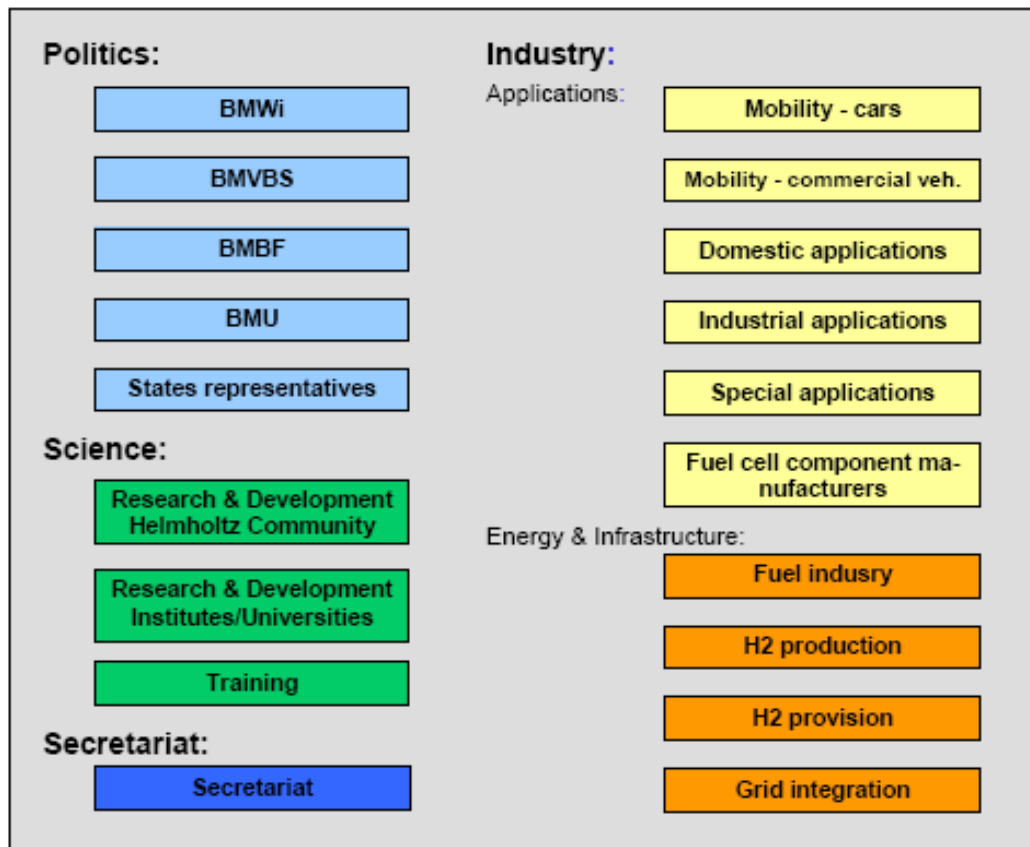 Politics:
BMWi
BMVBS
BMBF
BMU
States representatives
Science:
Research & Development
Helmholtz Community
Research & Development
Institutes/Universities
Training
Secretariat:
Secretariat
Industry:
Applications:
Mobility - cars
Mobility - commercial veh.
Domestic applications
Industrial applications
Special applications
Fuel cell component ma-
nufacturers
Energy & Infrastructure:
Fuel indusry
H2 production
H2 provision
Grid integration